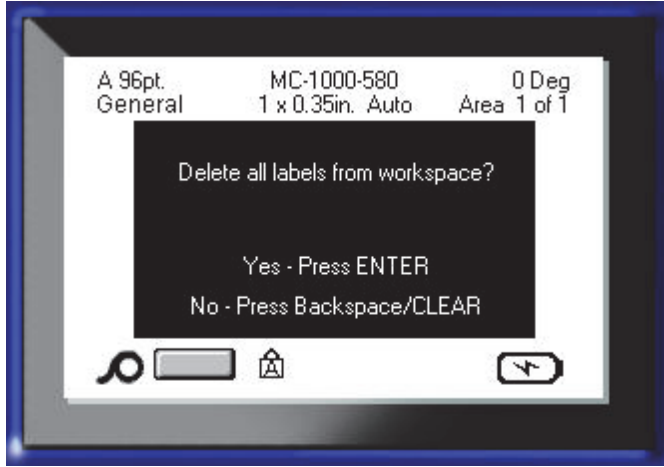 A 96pt. MC-1000-580 0 Deg
General 1 x 0.35in. Auto Area 1 of 1
Delete all labels from workspace?
Yes - Press ENTER
No - Press Backspace/CLEAR
A